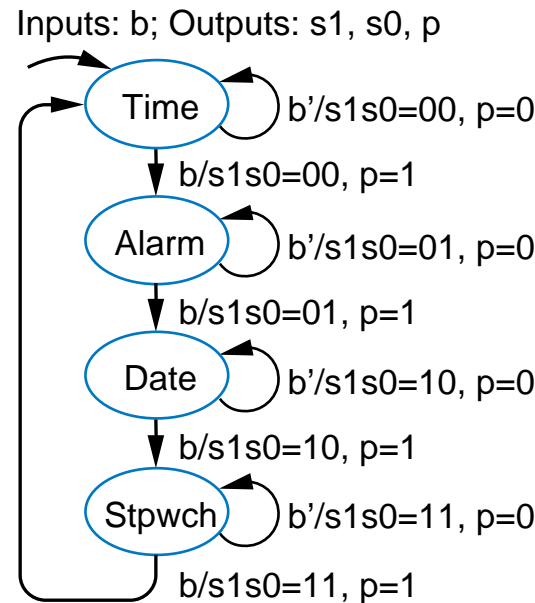 Inputs: b; Outputs: s1, s0, p
Time
b’/s1s0=00, p=0
b/s1s0=00, p=1
Alarm
b’/s1s0=01, p=0
b/s1s0=01, p=1
Date
b’/s1s0=10, p=0
b/s1s0=10, p=1
Stpwch
b’/s1s0=11, p=0
b/s1s0=11, p=1